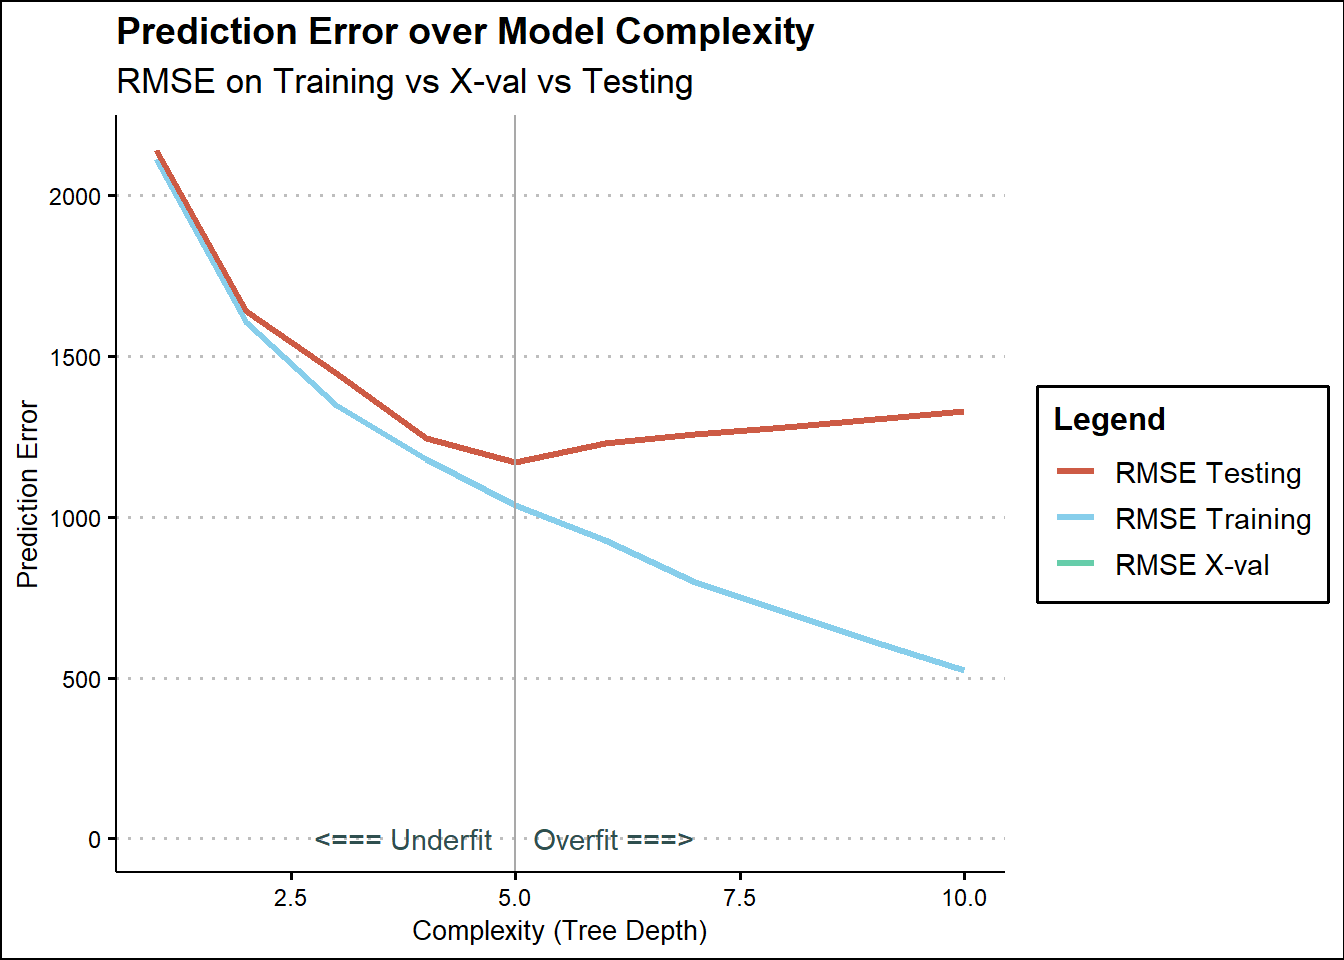 Prediction Error over Model Complexity
RMSE on Training vs X-val vs Testing
Prediction Error
2000
1500
1000
500
0
<=== Underfit
Overfit ===>
2.5
5.0
7.5
10.0
Complexity (Tree Depth)
Legend
RMSE Testing
RMSE Training
RMSE X-val